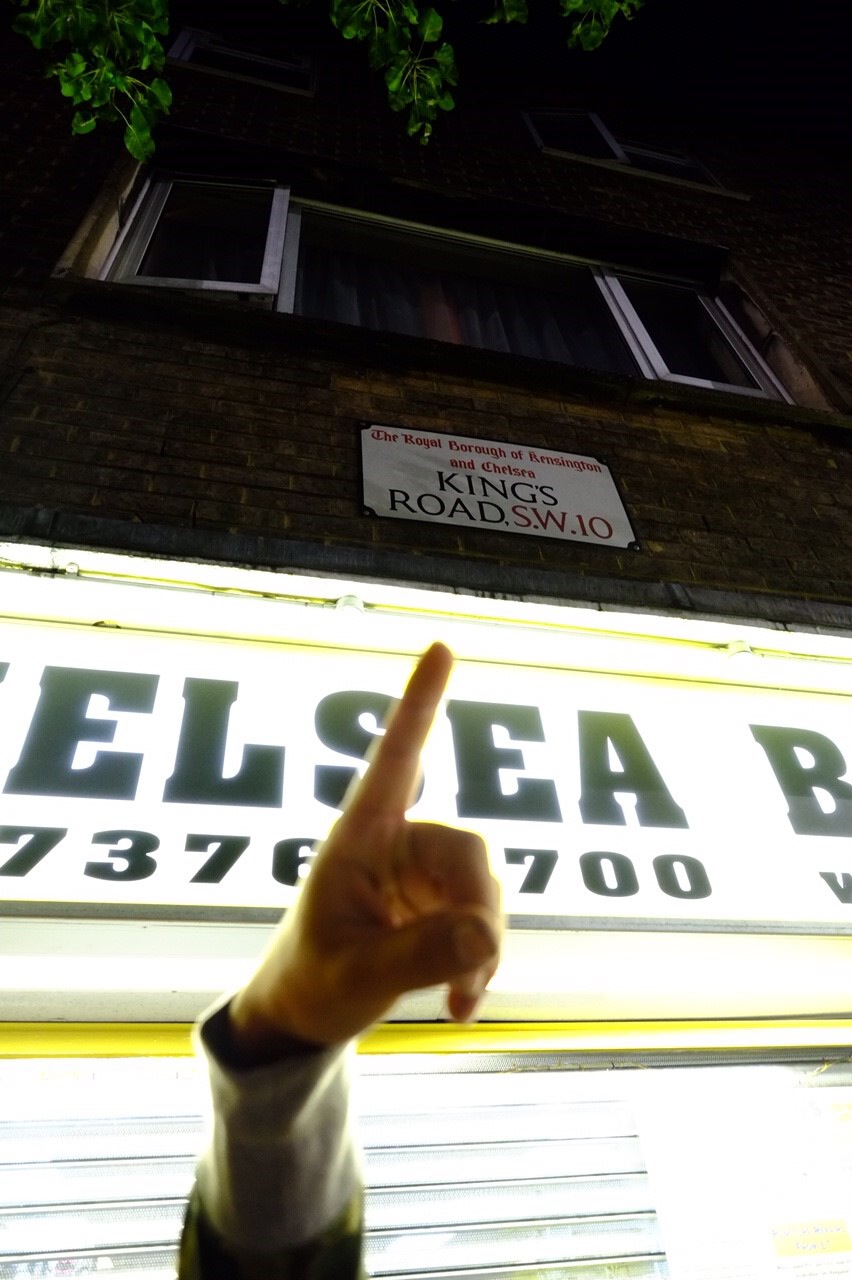 The Royal Borough of Kensington
and Chelsea
KING'S
ROAD, S.W.10
ELSEA B
7376 700